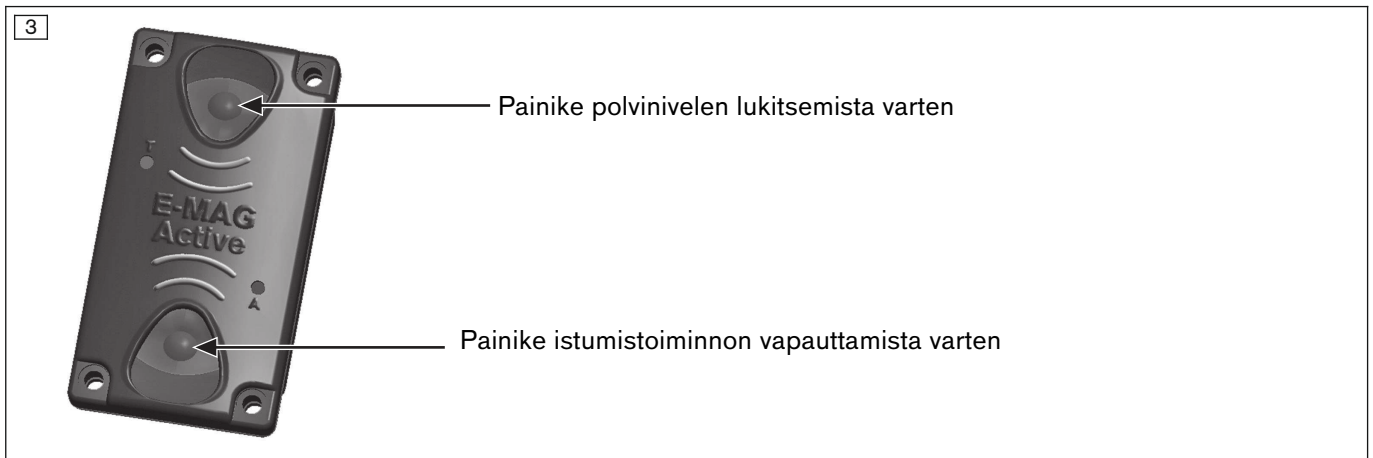 3
Painike polvinivelen lukitsemista varten
T
E-MAG
Active
A
Painike istumistoiminnon vapauttamista varten